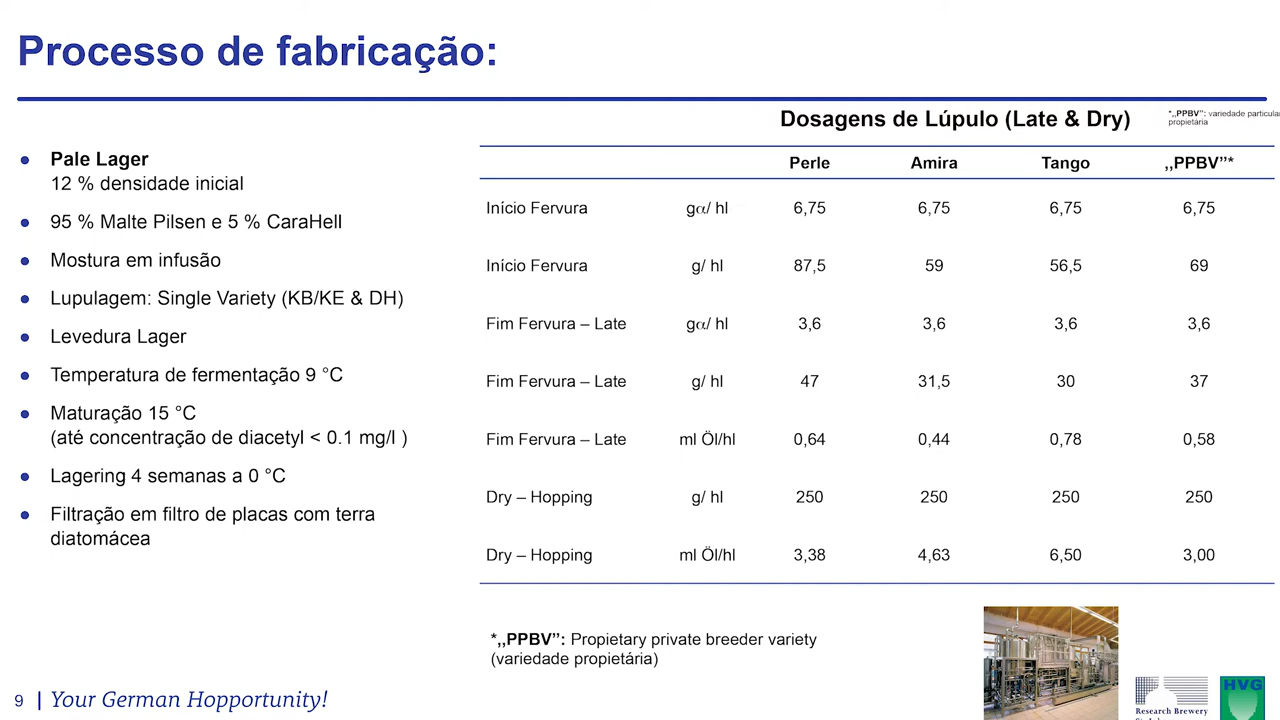 Processo de fabricação:
Dosagens de Lúpulo (Late & Dry)
*,,PPBV”: variedade particular
propietária
● Pale Lager
12 % densidade inicial
● 95 % Malte Pilsen e 5 % CaraHell
● Mostura em infusão
● Lupulagem: Single Variety (KB/KE & DH)
● Levedura Lager
● Temperatura de fermentação 9 °C
● Maturação 15 °C
(até concentração de diacetyl < 0.1 mg/l )
● Lagering 4 semanas a 0 °C
● Filtração em filtro de placas com terra
diatomácea
Perle Amira Tango ,,PPBV”*
Início Fervura gα/ hl 6,75 6,75 6,75 6,75
Início Fervura g/ hl 87,5 59 56,5 69
Fim Fervura – Late gα/ hl 3,6 3,6 3,6 3,6
Fim Fervura – Late g/ hl 47 31,5 30 37
Fim Fervura – Late ml Öl/hl 0,64 0,44 0,78 0,58
Dry – Hopping g/ hl 250 250 250 250
Dry – Hopping ml Öl/hl 3,38 4,63 6,50 3,00
*,,PPBV”: Propietary private breeder variety
(variedade propietária)
9 | Your German Hopportunity!
Research Brewery
HVG